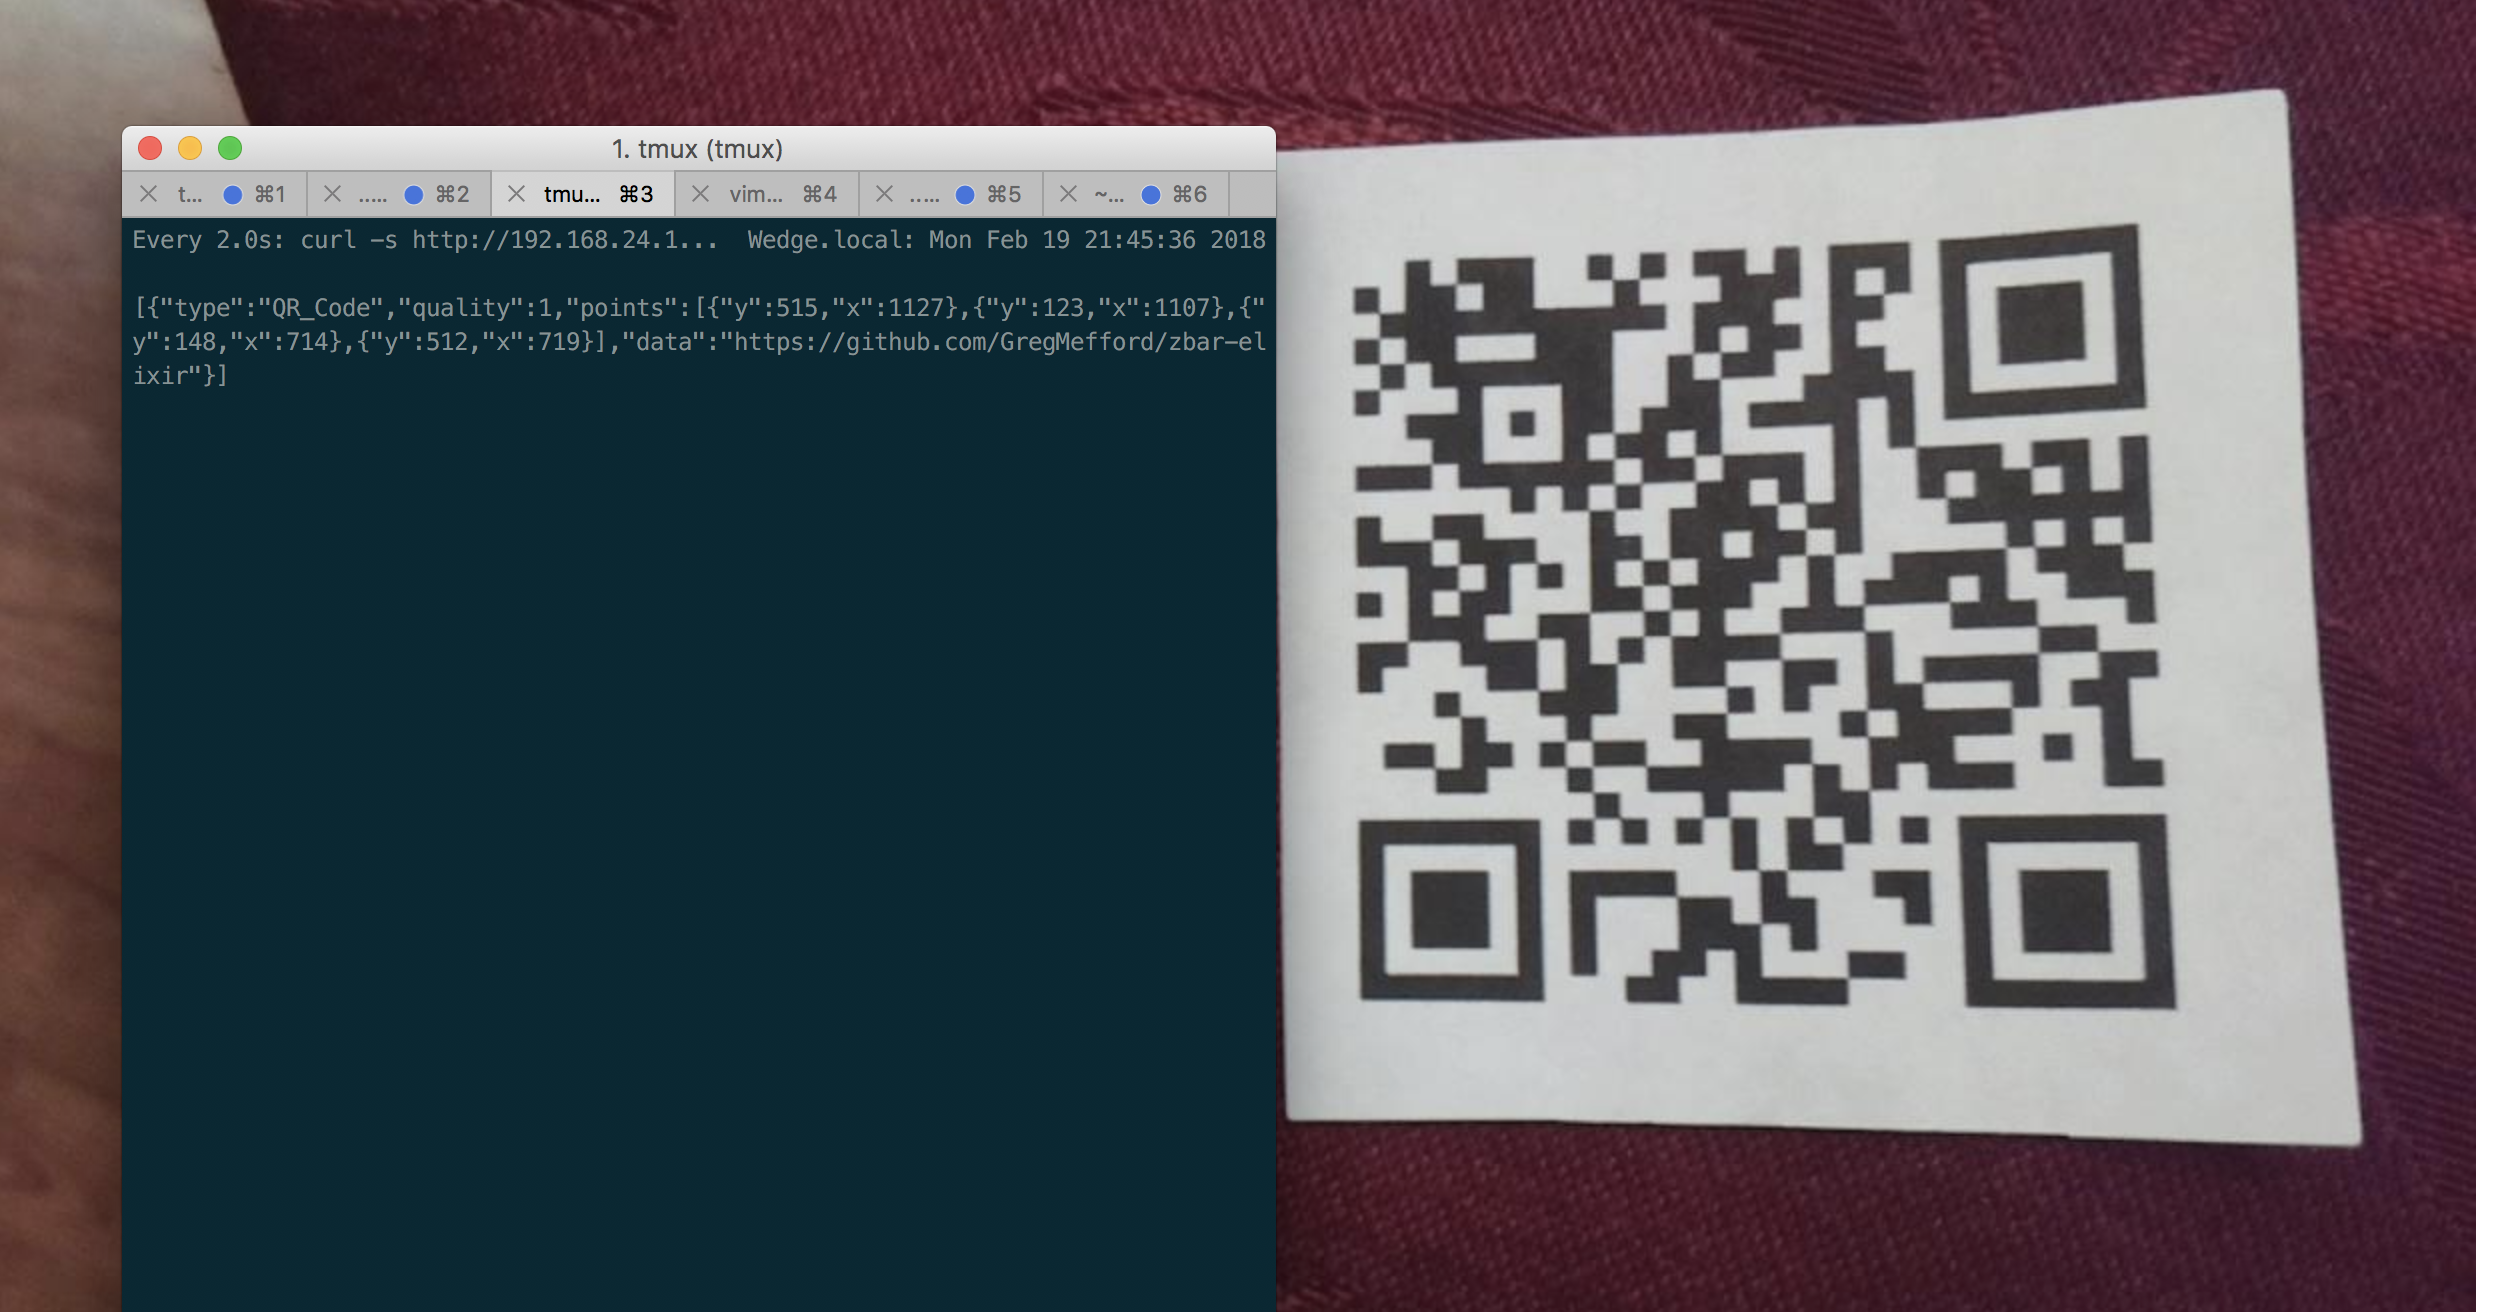 1. tmux (tmux)
t... ⌘1 ..... ⌘2 tmu... ⌘3 vim... ⌘4 ..... ⌘5 ~... ⌘6
Every 2.0s: curl -s http://192.168.24.1... Wedge.local: Mon Feb 19 21:45:36 2018
[{"type":"QR_Code","quality":1,"points":[{"y":515,"x":1127},{"y":123,"x":1107},{"
y":148,"x":714},{"y":512,"x":719}],"data":"https://github.com/GregMefford/zbar-el
ixir"}]